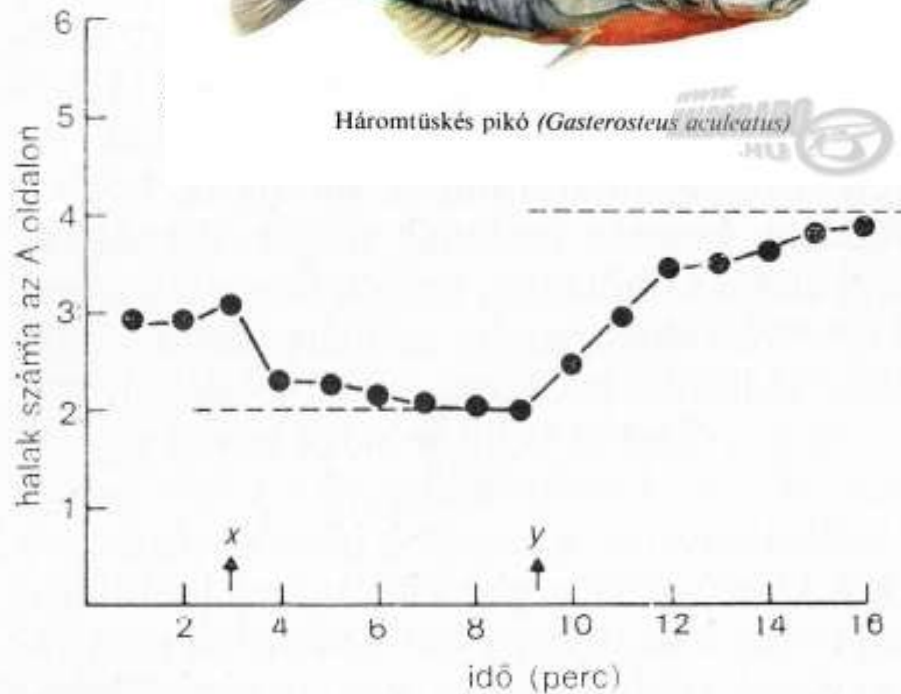 Háromtüskés pikó (Gasterosteus aculeatus)
halak száma az A oldalon
6
5
4
3
2
1
x
y
2
4
6
8
10
12
14
16
idő (perc)